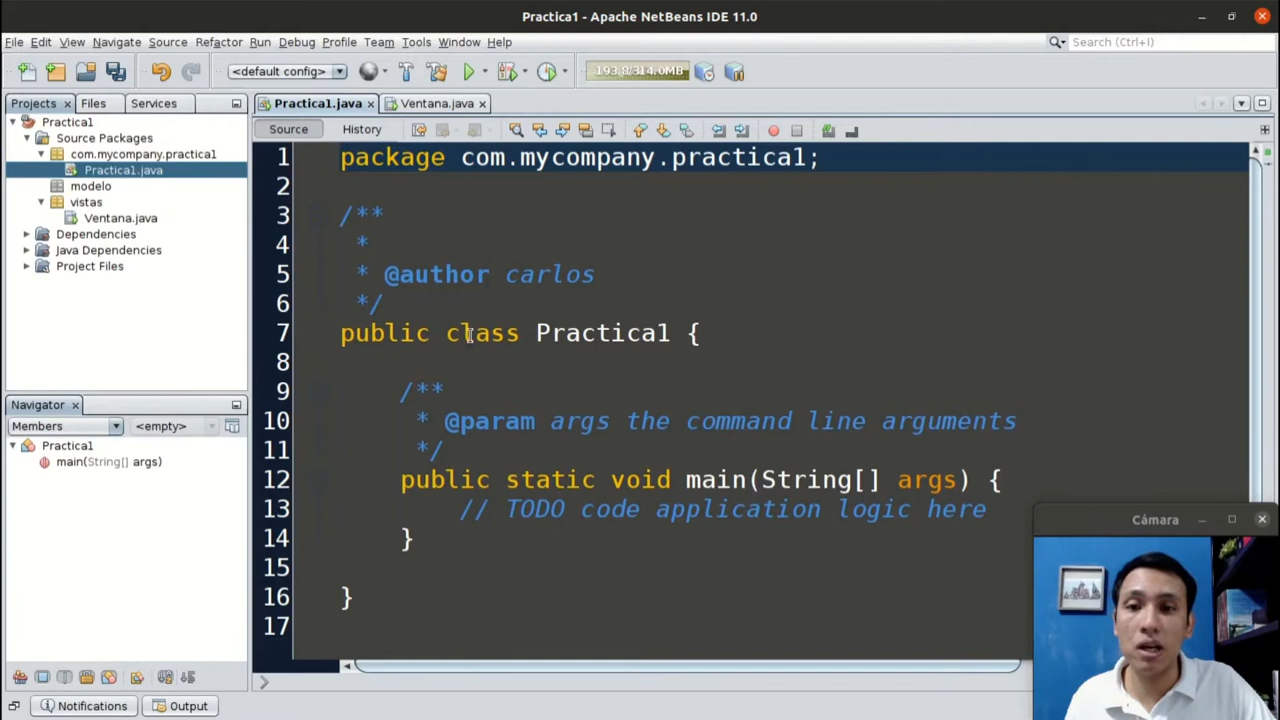 Practica1 - Apache NetBeans IDE 11.0
File Edit View Navigate Source Refactor Run Debug Profile Team Tools Window Help
Search (Ctrl+I)
<default config>
193,8/314.0MB
Projects Files Services
Practica1.java Ventana.java
Source History
Practica1
Source Packages
com.mycompany.practica1
Practica1.java
modelo
vistas
Ventana.java
Dependencies
Java Dependencies
Project Files
Navigator
Members <empty>
Practica1
main(String[] args)
1 package com.mycompany.practica1;
2
3 /**
4 *
5 * @author carlos
6 */
7 public class Practica1 {
8
9 /**
10 * @param args the command line arguments
11 */
12 public static void main(String[] args) {
13 // TODO code application logic here
14 }
15
16 }
17
Cámara
Notifications Output